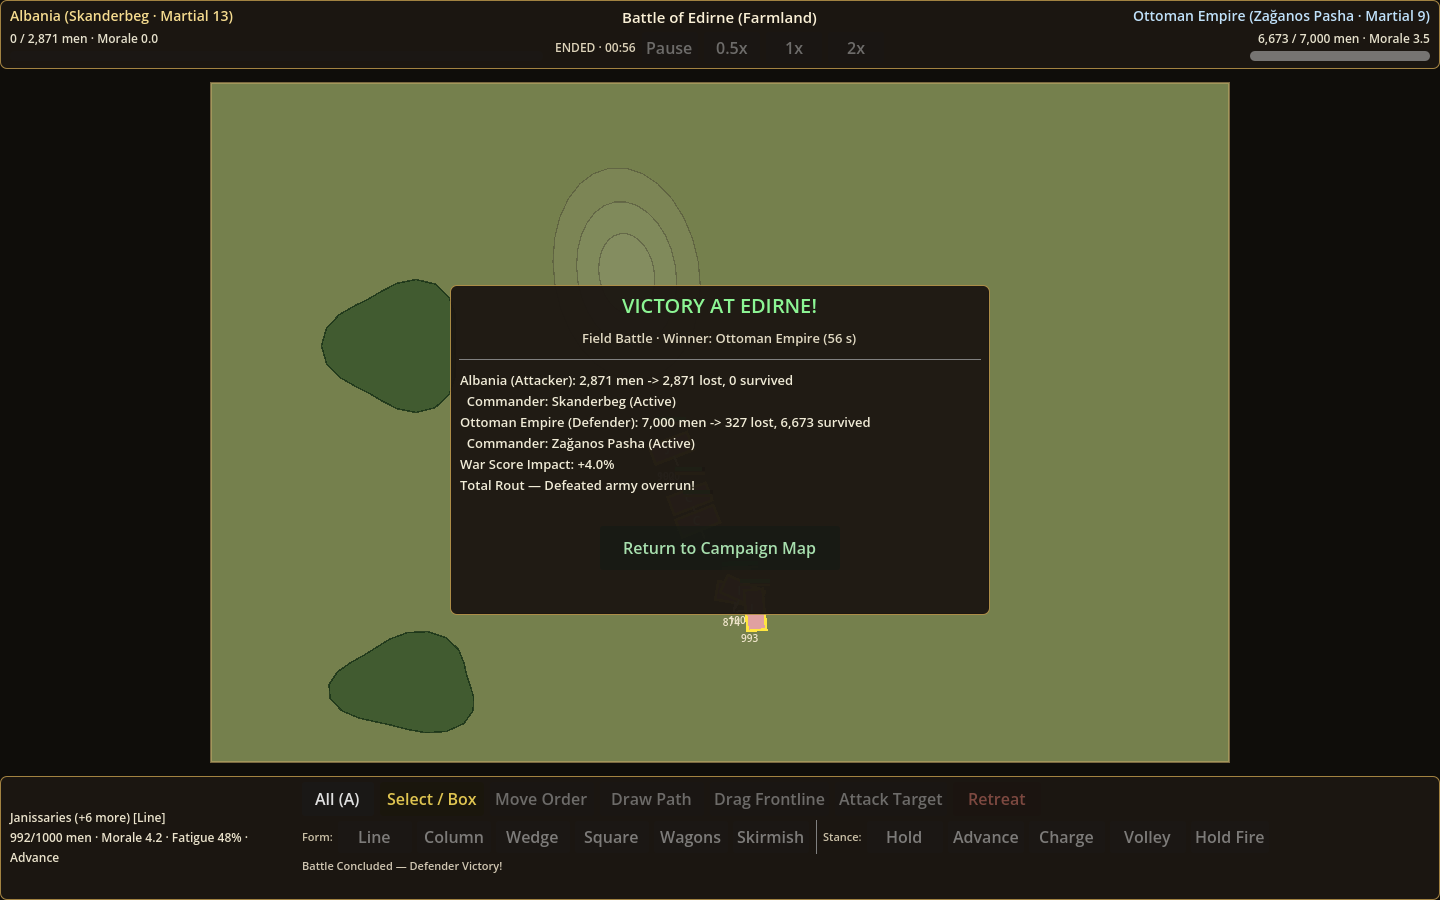 Albania (Skanderbeg · Martial 13)
0 / 2,871 men · Morale 0.0
Battle of Edirne (Farmland)
ENDED · 00:56 Pause 0.5x 1x 2x
Ottoman Empire (Zağanos Pasha · Martial 9)
6,673 / 7,000 men · Morale 3.5
VICTORY AT EDIRNE!
Field Battle · Winner: Ottoman Empire (56 s)
Albania (Attacker): 2,871 men -> 2,871 lost, 0 survived
Commander: Skanderbeg (Active)
Ottoman Empire (Defender): 7,000 men -> 327 lost, 6,673 survived
Commander: Zağanos Pasha (Active)
War Score Impact: +4.0%
Total Rout — Defeated army overrun!
Return to Campaign Map
993
Janissaries (+6 more) [Line]
992/1000 men · Morale 4.2 · Fatigue 48% ·
Advance
All (A) Select / Box Move Order Draw Path Drag Frontline Attack Target Retreat
Form: Line Column Wedge Square Wagons Skirmish Stance: Hold Advance Charge Volley Hold Fire
Battle Concluded — Defender Victory!